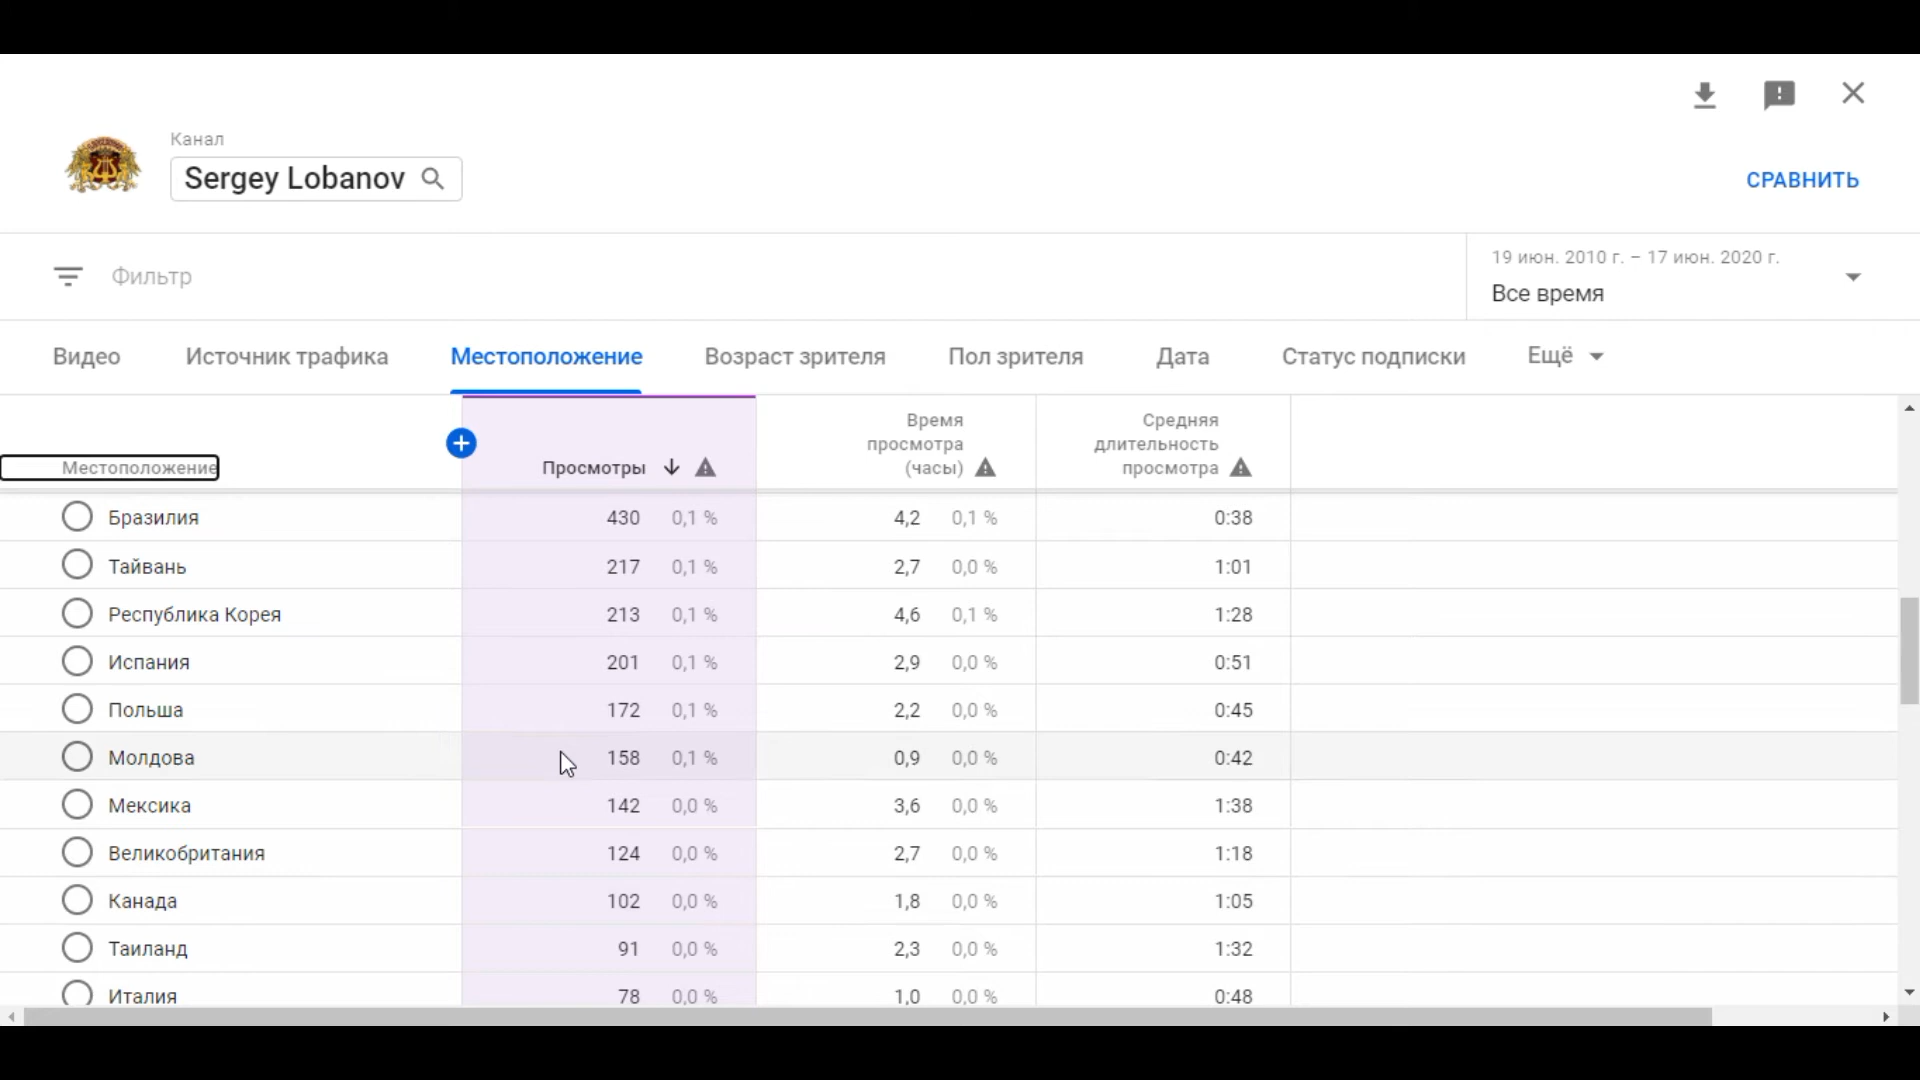 Канал
Sergey Lobanov
СРАВНИТЬ
Фильтр
19 июн. 2010 г. – 17 июн. 2020 г.
Все время
Видео Источник трафика Местоположение Возраст зрителя Пол зрителя Дата Статус подписки Ещё
Местоположение
Просмотры
Время
просмотра
(часы)
Средняя
длительность
просмотра
Бразилия 430 0,1 % 4,2 0,1 % 0:38
Тайвань 217 0,1 % 2,7 0,0 % 1:01
Республика Корея 213 0,1 % 4,6 0,1 % 1:28
Испания 201 0,1 % 2,9 0,0 % 0:51
Польша 172 0,1 % 2,2 0,0 % 0:45
Молдова 158 0,1 % 0,9 0,0 % 0:42
Мексика 142 0,0 % 3,6 0,0 % 1:38
Великобритания 124 0,0 % 2,7 0,0 % 1:18
Канада 102 0,0 % 1,8 0,0 % 1:05
Таиланд 91 0,0 % 2,3 0,0 % 1:32
Италия 78 0,0 % 1,0 0,0 % 0:48